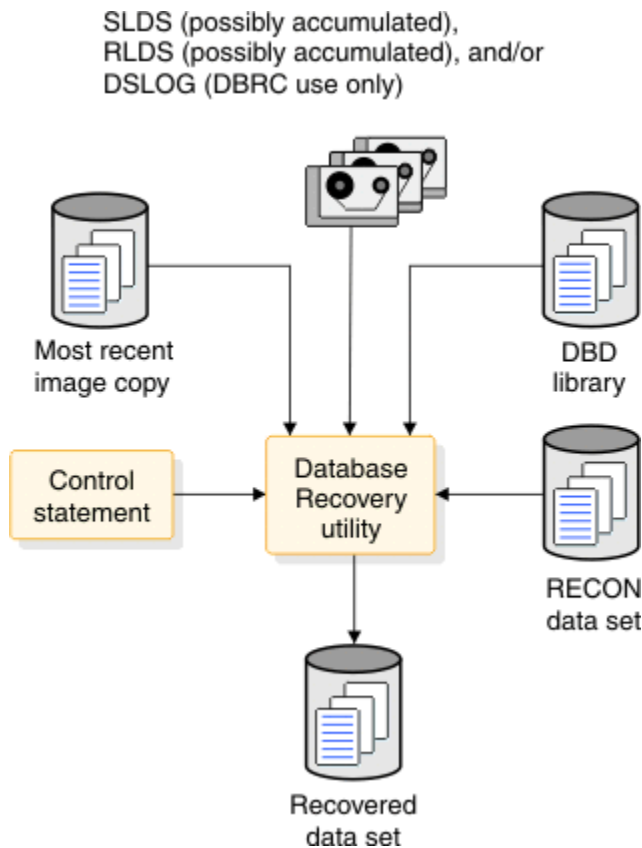 SLDS (possibly accumulated),
RLDS (possibly accumulated), and/or
DSLOG (DBRC use only)
Most recent
image copy
DBD
library
Control
statement
Database
Recovery
utility
RECON
data set
Recovered
data set